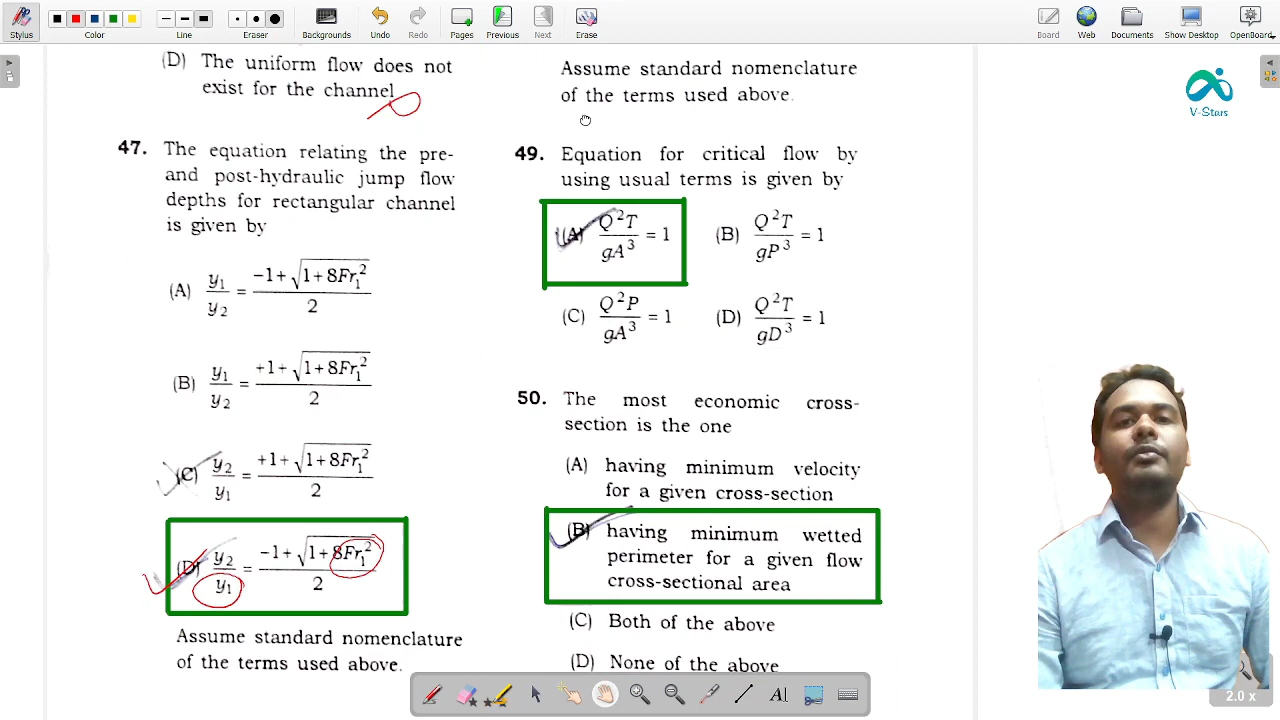 Stylus
Color
Line
Eraser
Backgrounds
Undo
Redo
Pages
Previous
Next
Erase
Board
Web
Documents
Show Desktop
OpenBoard
(D) The uniform flow does not
exist for the channel
47. The equation relating the pre-
and post-hydraulic jump flow
depths for rectangular channel
is given by
(A) y₁/y₂ = (-1+√(1+8Fr₁²))/2
(B) y₁/y₂ = (+1+√(1+8Fr₁²))/2
(C) y₂/y₁ = (+1+√(1+8Fr₁²))/2
(D) y₂/y₁ = (-1+√(1+8Fr₁²))/2
Assume standard nomenclature
of the terms used above.
Assume standard nomenclature
of the terms used above.
49. Equation for critical flow by
using usual terms is given by
(A) Q²T/gA³ = 1 (B) Q²T/gP³ = 1
(C) Q²P/gA³ = 1 (D) Q²T/gD³ = 1
50. The most economic cross-
section is the one
(A) having minimum velocity
for a given cross-section
(B) having minimum wetted
perimeter for a given flow
cross-sectional area
(C) Both of the above
(D) None of the above
V-Stars
2.0 x